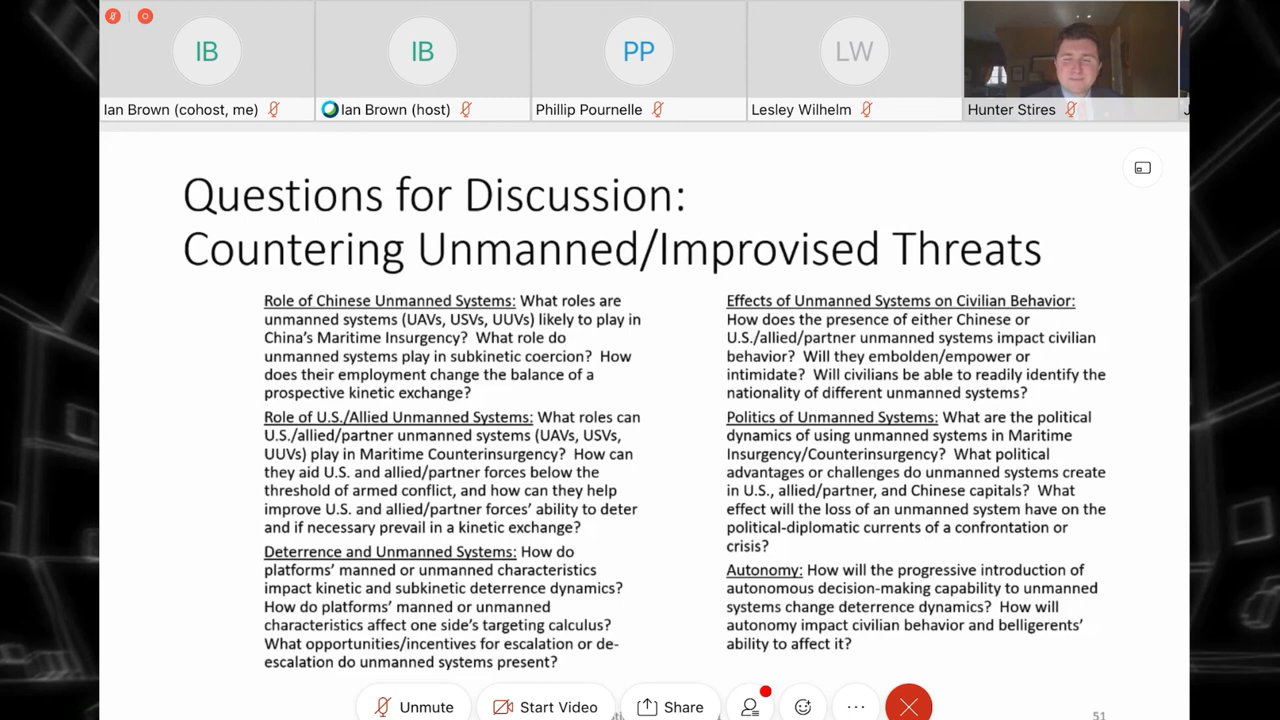 IB
IB
PP
LW
Ian Brown (cohost, me)
Ian Brown (host)
Phillip Pournelle
Lesley Wilhelm
Hunter Stires
Questions for Discussion:
Countering Unmanned/Improvised Threats
Role of Chinese Unmanned Systems: What roles are
unmanned systems (UAVs, USVs, UUVs) likely to play in
China's Maritime Insurgency? What role do
unmanned systems play in subkinetic coercion? How
does their employment change the balance of a
prospective kinetic exchange?
Role of U.S./Allied Unmanned Systems: What roles can
U.S./allied/partner unmanned systems (UAVs, USVs,
UUVs) play in Maritime Counterinsurgency? How can
they aid U.S. and allied/partner forces below the
threshold of armed conflict, and how can they help
improve U.S. and allied/partner forces' ability to deter
and if necessary prevail in a kinetic exchange?
Deterrence and Unmanned Systems: How do
platforms' manned or unmanned characteristics
impact kinetic and subkinetic deterrence dynamics?
How do platforms' manned or unmanned
characteristics affect one side's targeting calculus?
What opportunities/incentives for escalation or de-
escalation do unmanned systems present?
Effects of Unmanned Systems on Civilian Behavior:
How does the presence of either Chinese or
U.S./allied/partner unmanned systems impact civilian
behavior? Will they embolden/empower or
intimidate? Will civilians be able to readily identify the
nationality of different unmanned systems?
Politics of Unmanned Systems: What are the political
dynamics of using unmanned systems in Maritime
Insurgency/Counterinsurgency? What political
advantages or challenges do unmanned systems create
in U.S., allied/partner, and Chinese capitals? What
effect will the loss of an unmanned system have on the
political-diplomatic currents of a confrontation or
crisis?
Autonomy: How will the progressive introduction of
autonomous decision-making capability to unmanned
systems change deterrence dynamics? How will
autonomy impact civilian behavior and belligerents'
ability to affect it?
Unmute
Start Video
Share
51